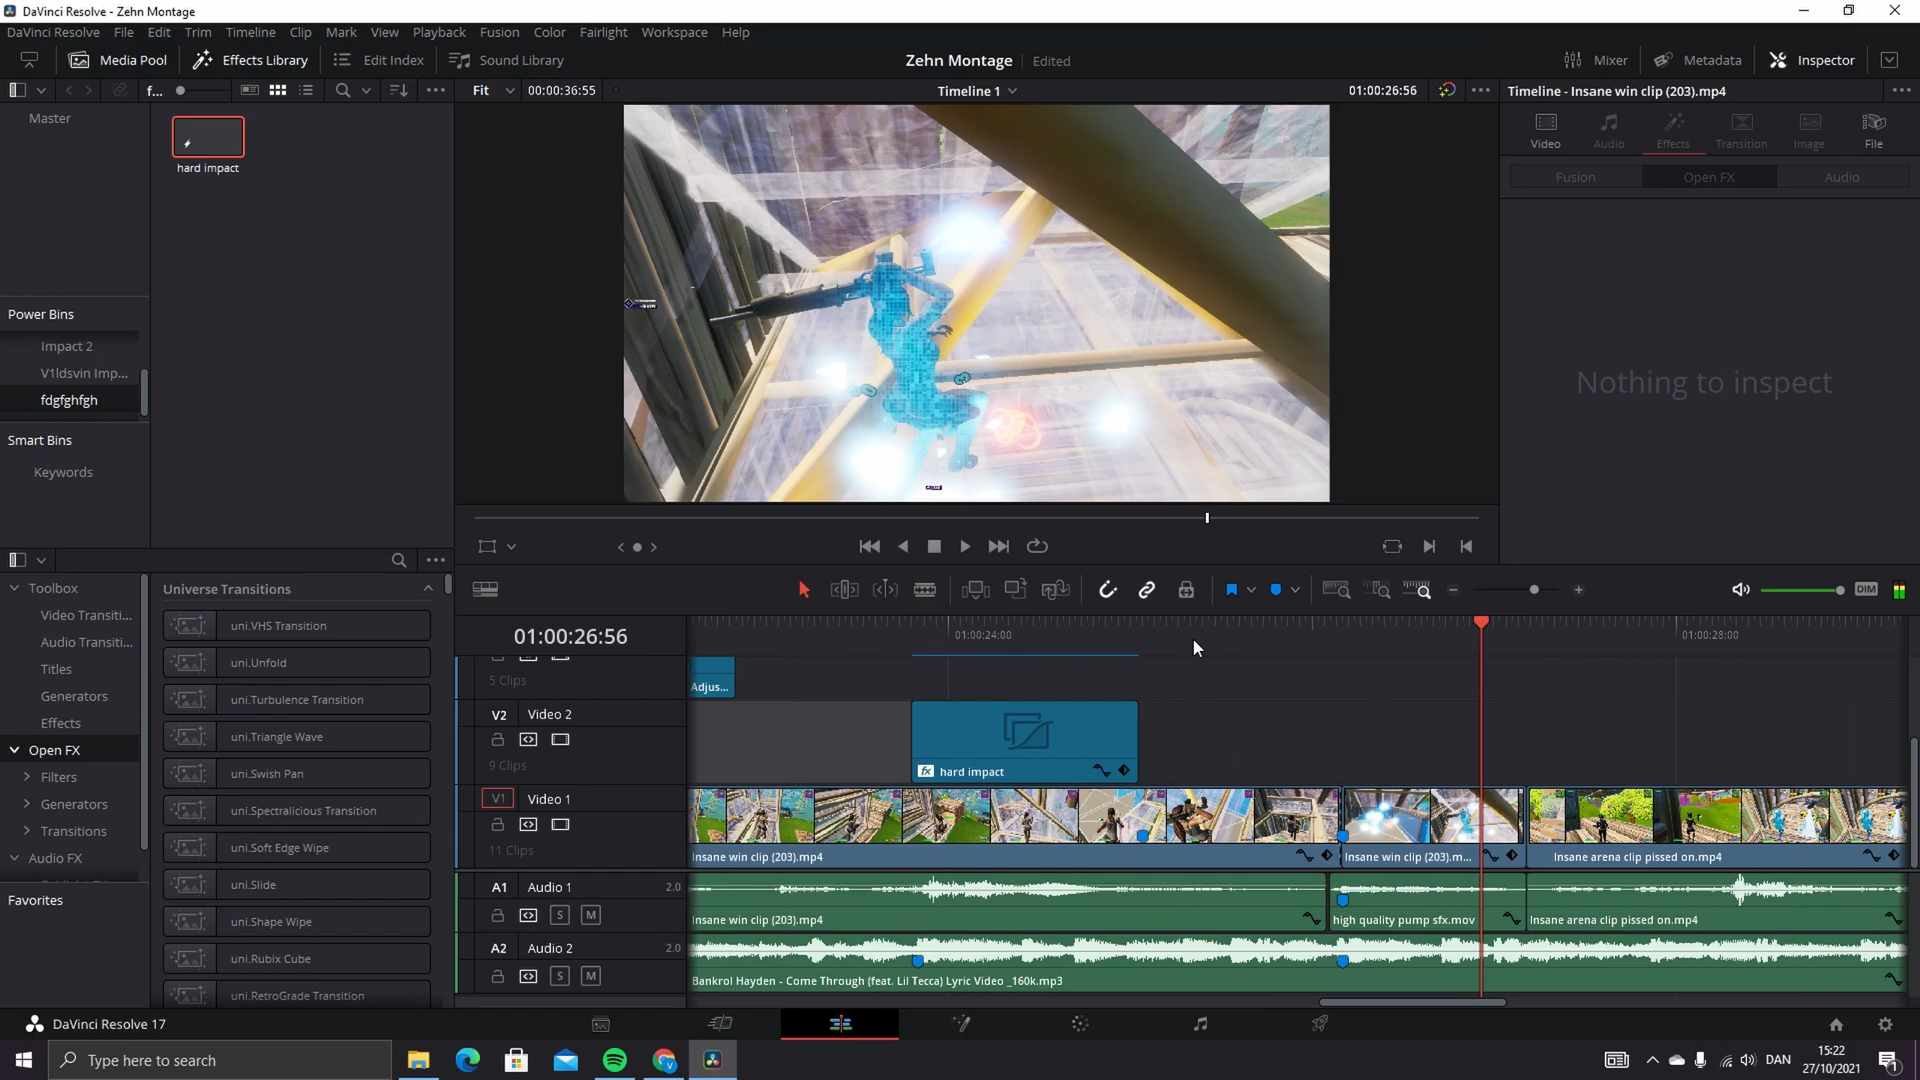 DaVinci Resolve - Zehn Montage
DaVinci Resolve File Edit Trim Timeline Clip Mark View Playback Fusion Color Fairlight Workspace Help
Media Pool Effects Library Edit Index Sound Library Zehn Montage Edited Mixer Metadata Inspector
f... Fit 00:00:36:55 Timeline 1 01:00:26:56 Timeline - Insane win clip (203).mp4
Master
hard impact
Video Audio Effects Transition Image File
Fusion Open FX Audio
Nothing to inspect
Power Bins
Impact 2
V1ldsvin Imp...
fdgfghfgh
Smart Bins
Keywords
Toolbox
Video Transiti...
Audio Transiti...
Titles
Generators
Effects
Open FX
Filters
Generators
Transitions
Audio FX
Favorites
Universe Transitions
uni.VHS Transition
uni.Unfold
uni.Turbulence Transition
uni.Triangle Wave
uni.Swish Pan
uni.Spectralicious Transition
uni.Soft Edge Wipe
uni.Slide
uni.Shape Wipe
uni.Rubix Cube
uni.RetroGrade Transition
DIM
01:00:26:56 01:00:24:00 01:00:28:00
5 Clips Adjus...
V2 Video 2
9 Clips hard impact
V1 Video 1
11 Clips Insane win clip (203).mp4 Insane win clip (203).m... Insane arena clip pissed on.mp4
A1 Audio 1 2.0
S M Insane win clip (203).mp4 high quality pump sfx.mov Insane arena clip pissed on.mp4
A2 Audio 2 2.0
S M Bankrol Hayden - Come Through (feat. Lil Tecca) Lyric Video _160k.mp3
DaVinci Resolve 17
Type here to search DAN 15:22
27/10/2021 1